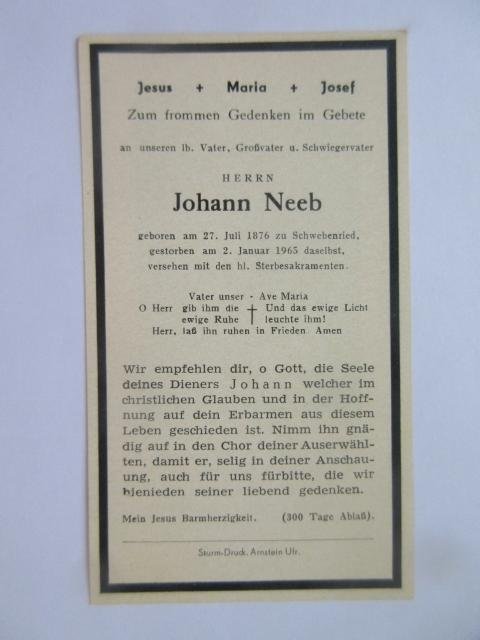 Jesus + Maria + Josef
Zum frommen Gedenken im Gebete
an unseren lb. Vater, Großvater u. Schwiegervater
HERRN
Johann Neeb
geboren am 27. Juli 1876 zu Schwebenried,
gestorben am 2. Januar 1965 daselbst,
versehen mit den hl. Sterbesakramenten.
Vater unser - Ave Maria
O Herr gib ihm die + Und das ewige Licht
ewige Ruhe leuchte ihm!
Herr, laß ihn ruhen in Frieden. Amen
Wir empfehlen dir, o Gott, die Seele
deines Dieners Johann welcher im
christlichen Glauben und in der Hoff-
nung auf dein Erbarmen aus diesem
Leben geschieden ist. Nimm ihn gnä-
dig auf in den Chor deiner Auserwähl-
ten, damit er, selig in deiner Anschau-
ung, auch für uns fürbitte, die wir
hienieden seiner liebend gedenken.
Mein Jesus Barmherzigkeit. (300 Tage Ablaß).
Sturm-Druck, Arnstein Ufr.